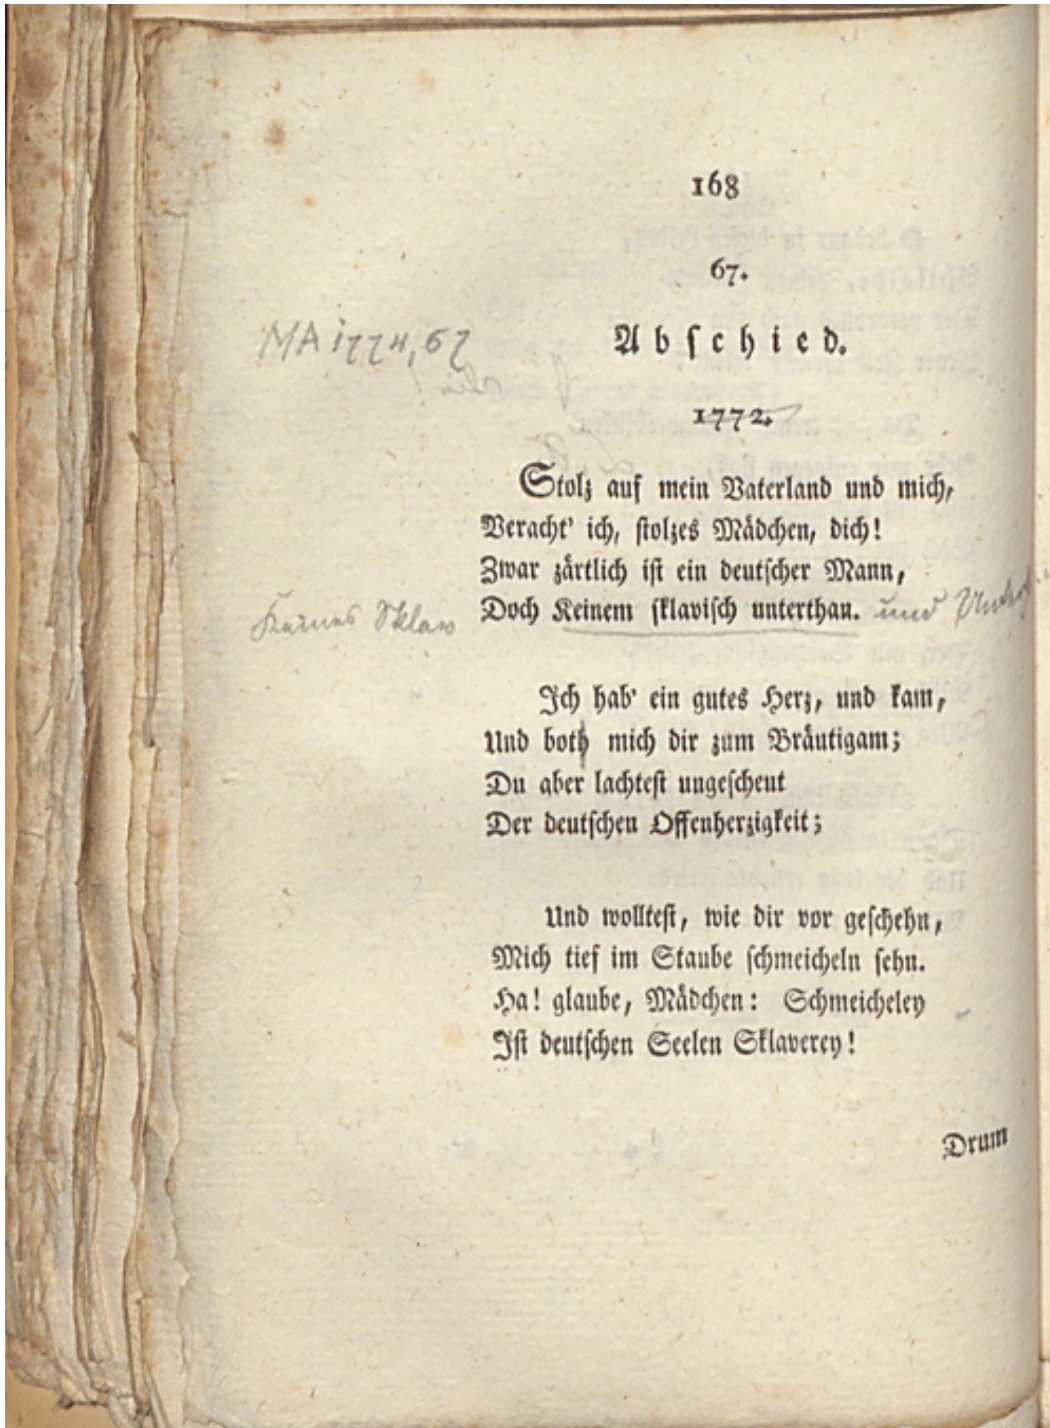 168
67.
MA 1774, 67
Abschied.
1772.
Stolz auf mein Vaterland und mich,
Veracht' ich, stolzes Mädchen, dich!
Zwar zärtlich ist ein deutscher Mann,
Doch Keinem sklavisch unterthan. und
Keines Sklav
Ich hab' ein gutes Herz, und kam,
Und both mich dir zum Bräutigam;
Du aber lachtest ungescheut
Der deutschen Offenherzigkeit;
Und wolltest, wie dir vor geschehn,
Mich tief im Staube schmeicheln sehn.
Ha! glaube, Mädchen: Schmeicheley
Ist deutschen Seelen Sklaverey!
Drum